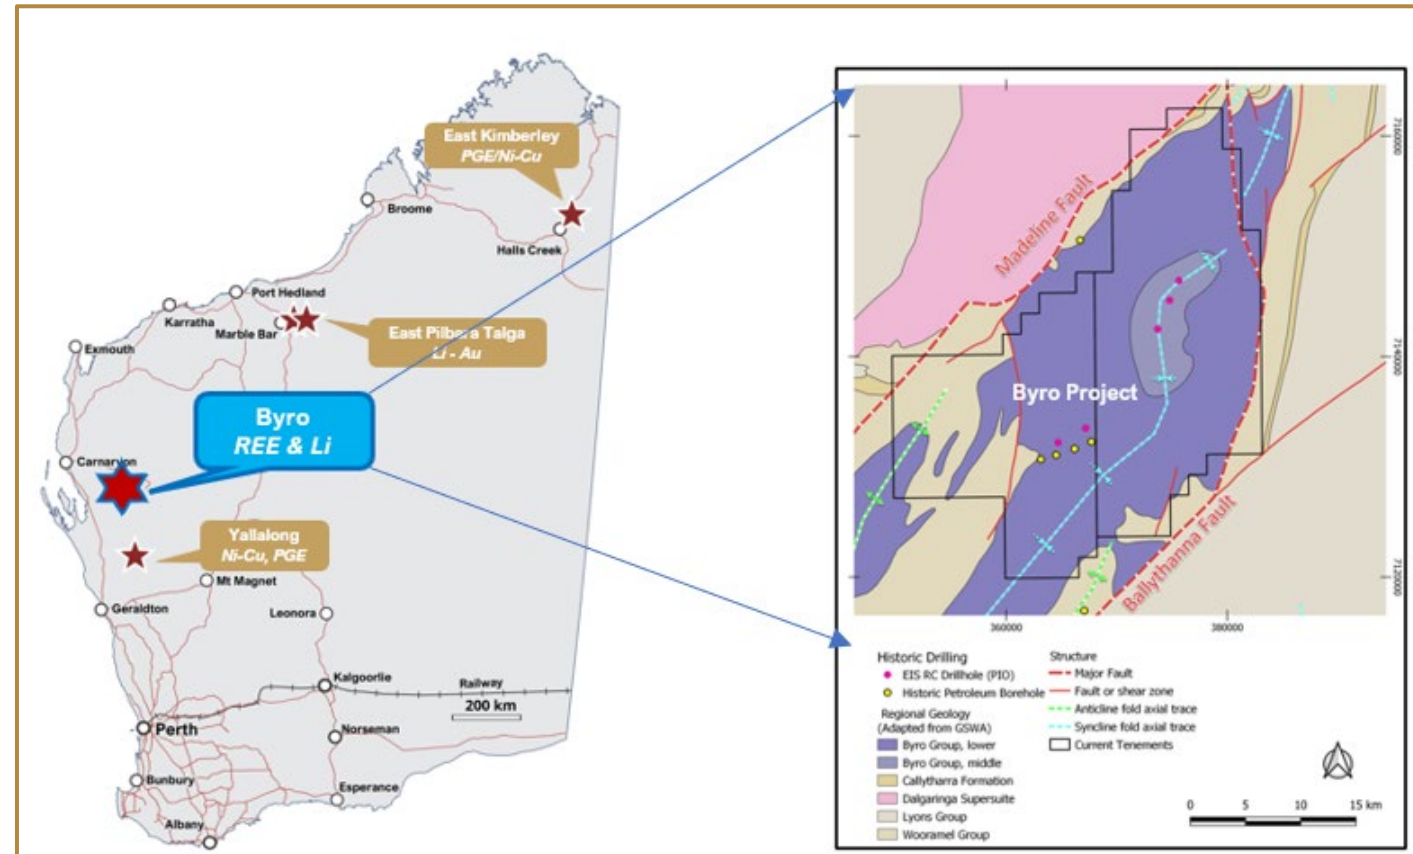 East Kimberley
PGE/Ni-Cu
Broome
Halls Creek
Port Hedland
Karratha
Marble Bar
East Pilbara Talga
Li - Au
Exmouth
Byro
REE & Li
Carnarvon
Yallalong
Ni-Cu, PGE
Mt Magnet
Geraldton
Leonora
Kalgoorlie
Railway
200 km
Perth
Norseman
Bunbury
Esperance
Albany
Madeline Fault
Byro Project
Ballythanna Fault
7160000
7140000
7120000
360000
380000
Historic Drilling
EIS RC Drillhole (PIO)
Historic Petroleum Borehole
Regional Geology
(Adapted from GSWA)
Byro Group, lower
Byro Group, middle
Callytharra Formation
Dalgaringa Supersuite
Lyons Group
Wooramel Group
Structure
Major Fault
Fault or shear zone
Anticline fold axial trace
Syncline fold axial trace
Current Tenements
0 5 10 15 km